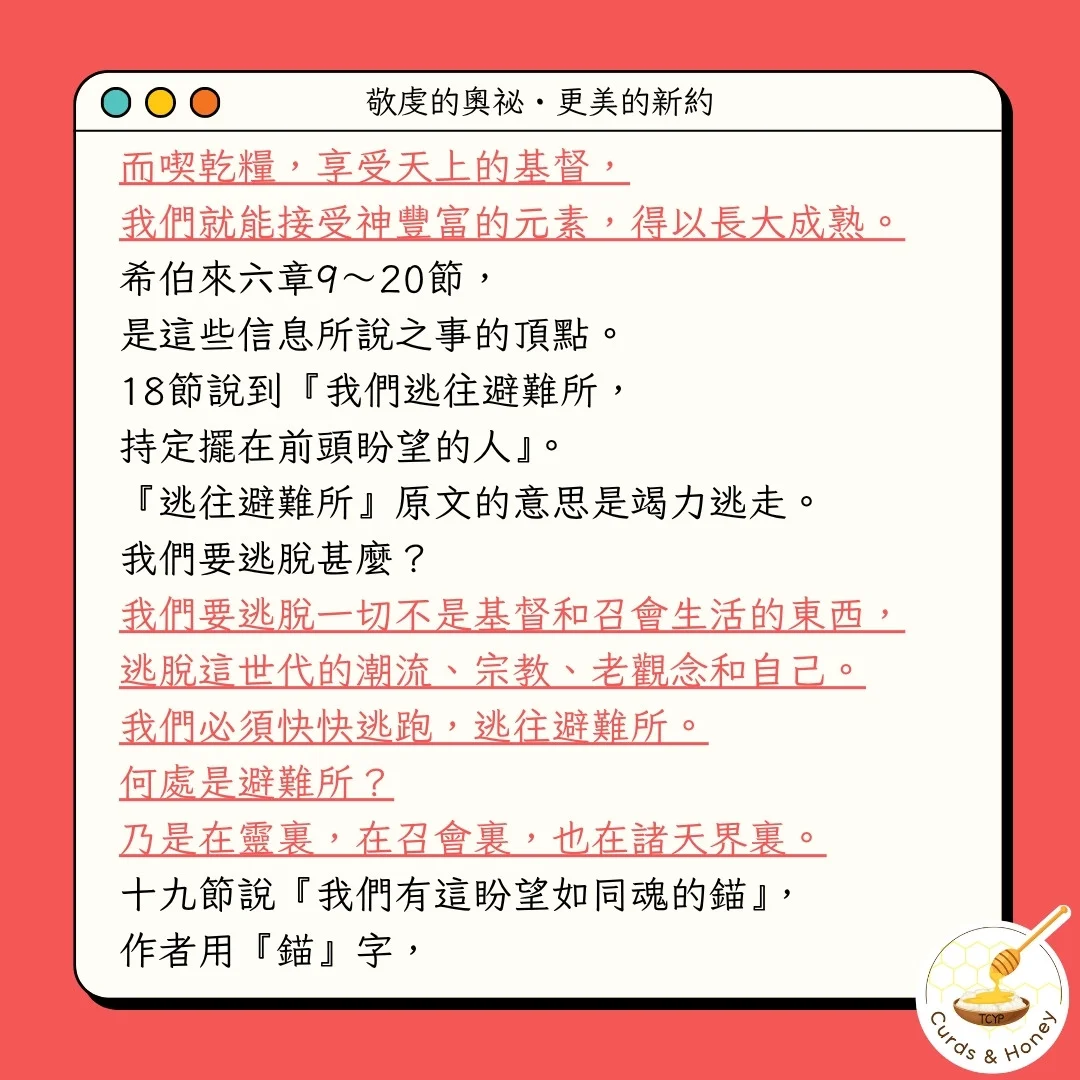 敬虔的奧祕·更美的新約
而喫乾糧，享受天上的基督，
我們就能接受神豐富的元素，得以長大成熟。
希伯來六章9～20節，
是這些信息所說之事的頂點。
18節說到『我們逃往避難所，
持定擺在前頭盼望的人』。
『逃往避難所』原文的意思是竭力逃走。
我們要逃脫甚麼？
我們要逃脫一切不是基督和召會生活的東西，
逃脫這世代的潮流、宗教、老觀念和自己。
我們必須快快逃跑，逃往避難所。
何處是避難所？
乃是在靈裏，在召會裏，也在諸天界裏。
十九節說『我們有這盼望如同魂的錨』，
作者用『錨』字，
TCYP
Curds & Honey